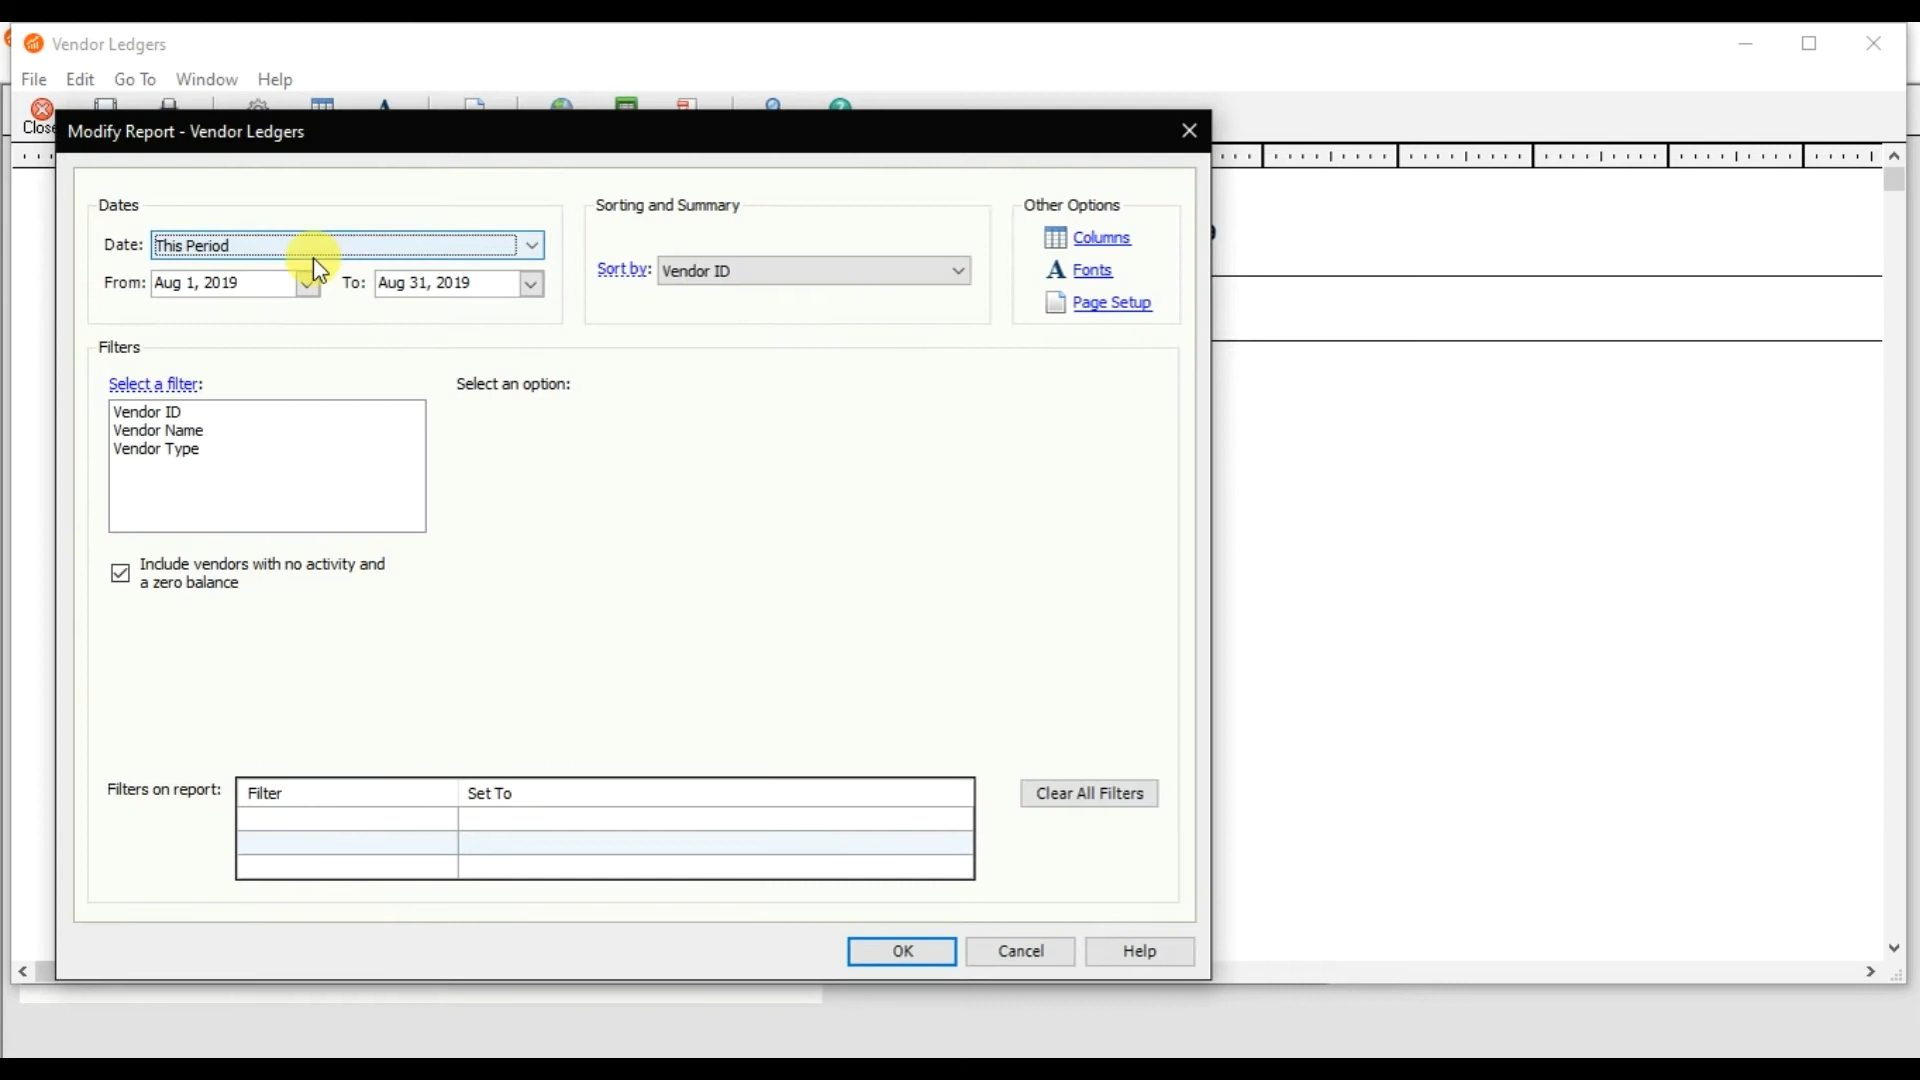 Vendor Ledgers
File Edit Go To Window Help
Close
Modify Report - Vendor Ledgers
Dates
Date: This Period
From: Aug 1, 2019 To: Aug 31, 2019
Sorting and Summary
Sort by: Vendor ID
Other Options
Columns
Fonts
Page Setup
Filters
Select a filter:
Vendor ID
Vendor Name
Vendor Type
Select an option:
Include vendors with no activity and
a zero balance
Filters on report:
Filter Set To
Clear All Filters
OK Cancel Help